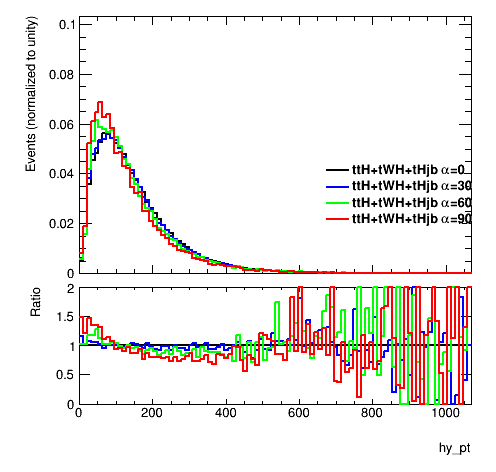 Events (normalized to unity)
0.1
0.08
0.06
0.04
0.02
0
ttH+tWH+tHjb α=0
ttH+tWH+tHjb α=30
ttH+tWH+tHjb α=60
ttH+tWH+tHjb α=90
Ratio
2
1.5
1
0.5
0
0 200 400 600 800 1000
hy_pt